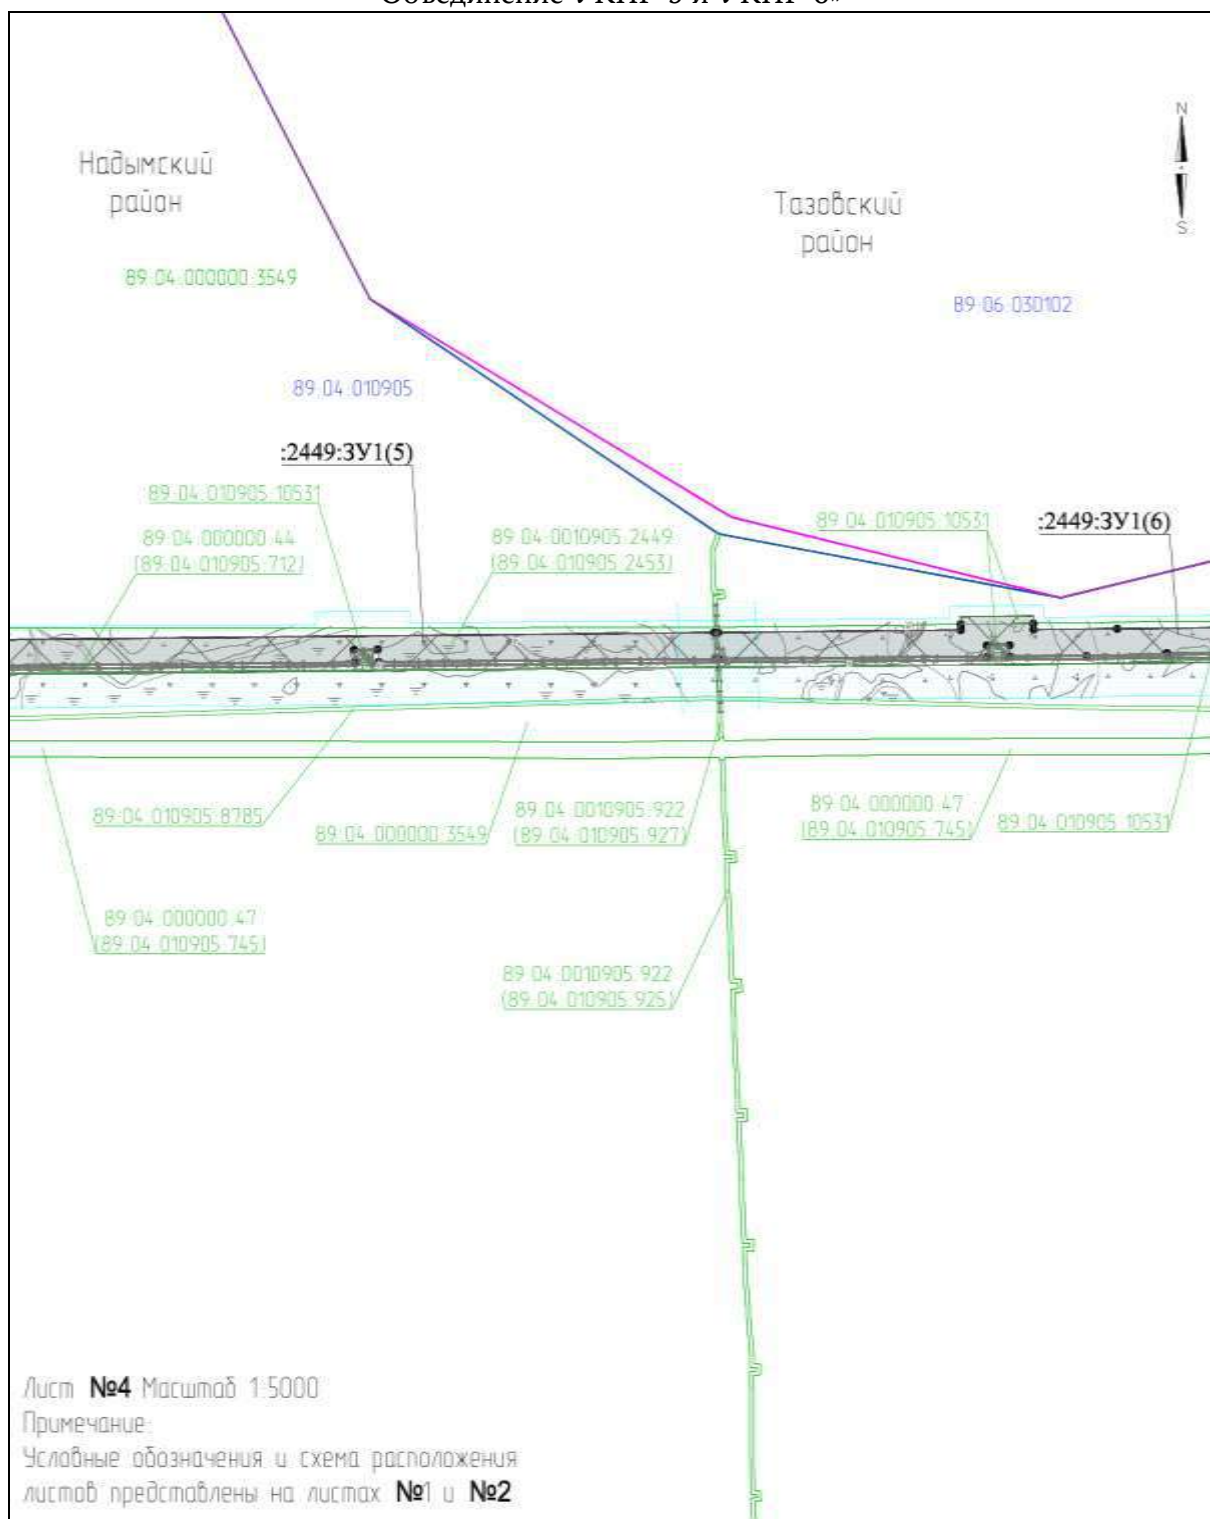 N
S
Надымский
район
Тазовский
район
89:04:000000:3549
89:06:030102
89:04:010905
:2449:ЗУ1(5)
89:04:010905:10531
89:04:000000:44
(89:04:010905:712)
89:04:0010905:2449
(89:04:010905:2453)
89:04:010905:10531
:2449:ЗУ1(6)
89:04:010905:8785
89:04:000000:3549
89:04:0010905:922
(89:04:010905:927)
89:04:000000:47
(89:04:010905:745)
89:04:010905:10531
89:04:000000:47
(89:04:010905:745)
89:04:0010905:922
(89:04:010905:925)
Лист №4 Масштаб 1:5000
Примечание:
Условные обозначения и схема расположения
листов представлены на листах №1 и №2